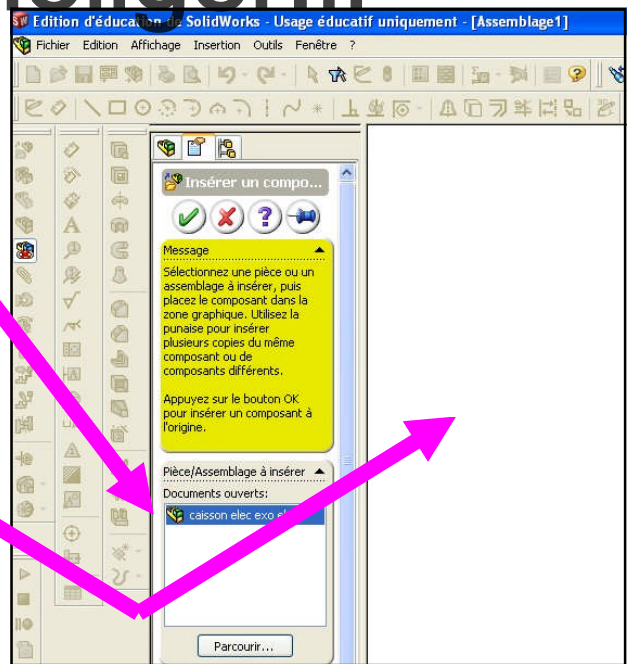 Edition d'éducation de SolidWorks - Usage éducatif uniquement - [Assemblage1]
Fichier Edition Affichage Insertion Outils Fenêtre ?
Insérer un compo...
Message
Sélectionnez une pièce ou un
assemblage à insérer, puis
placez le composant dans la
zone graphique. Utilisez la
punaise pour insérer
plusieurs copies du même
composant ou de
composants différents.
Appuyez sur le bouton OK
pour insérer un composant à
l'origine.
Pièce/Assemblage à insérer
Documents ouverts:
caisson elec exo
Parcourir...